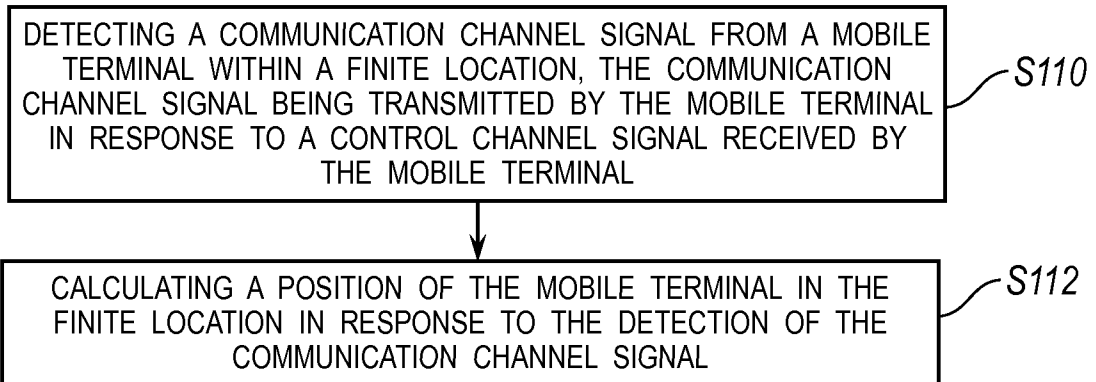 DETECTING A COMMUNICATION CHANNEL SIGNAL FROM A MOBILE
TERMINAL WITHIN A FINITE LOCATION, THE COMMUNICATION
CHANNEL SIGNAL BEING TRANSMITTED BY THE MOBILE TERMINAL
IN RESPONSE TO A CONTROL CHANNEL SIGNAL RECEIVED BY
THE MOBILE TERMINAL
S110
CALCULATING A POSITION OF THE MOBILE TERMINAL IN THE
FINITE LOCATION IN RESPONSE TO THE DETECTION OF THE
COMMUNICATION CHANNEL SIGNAL
S112